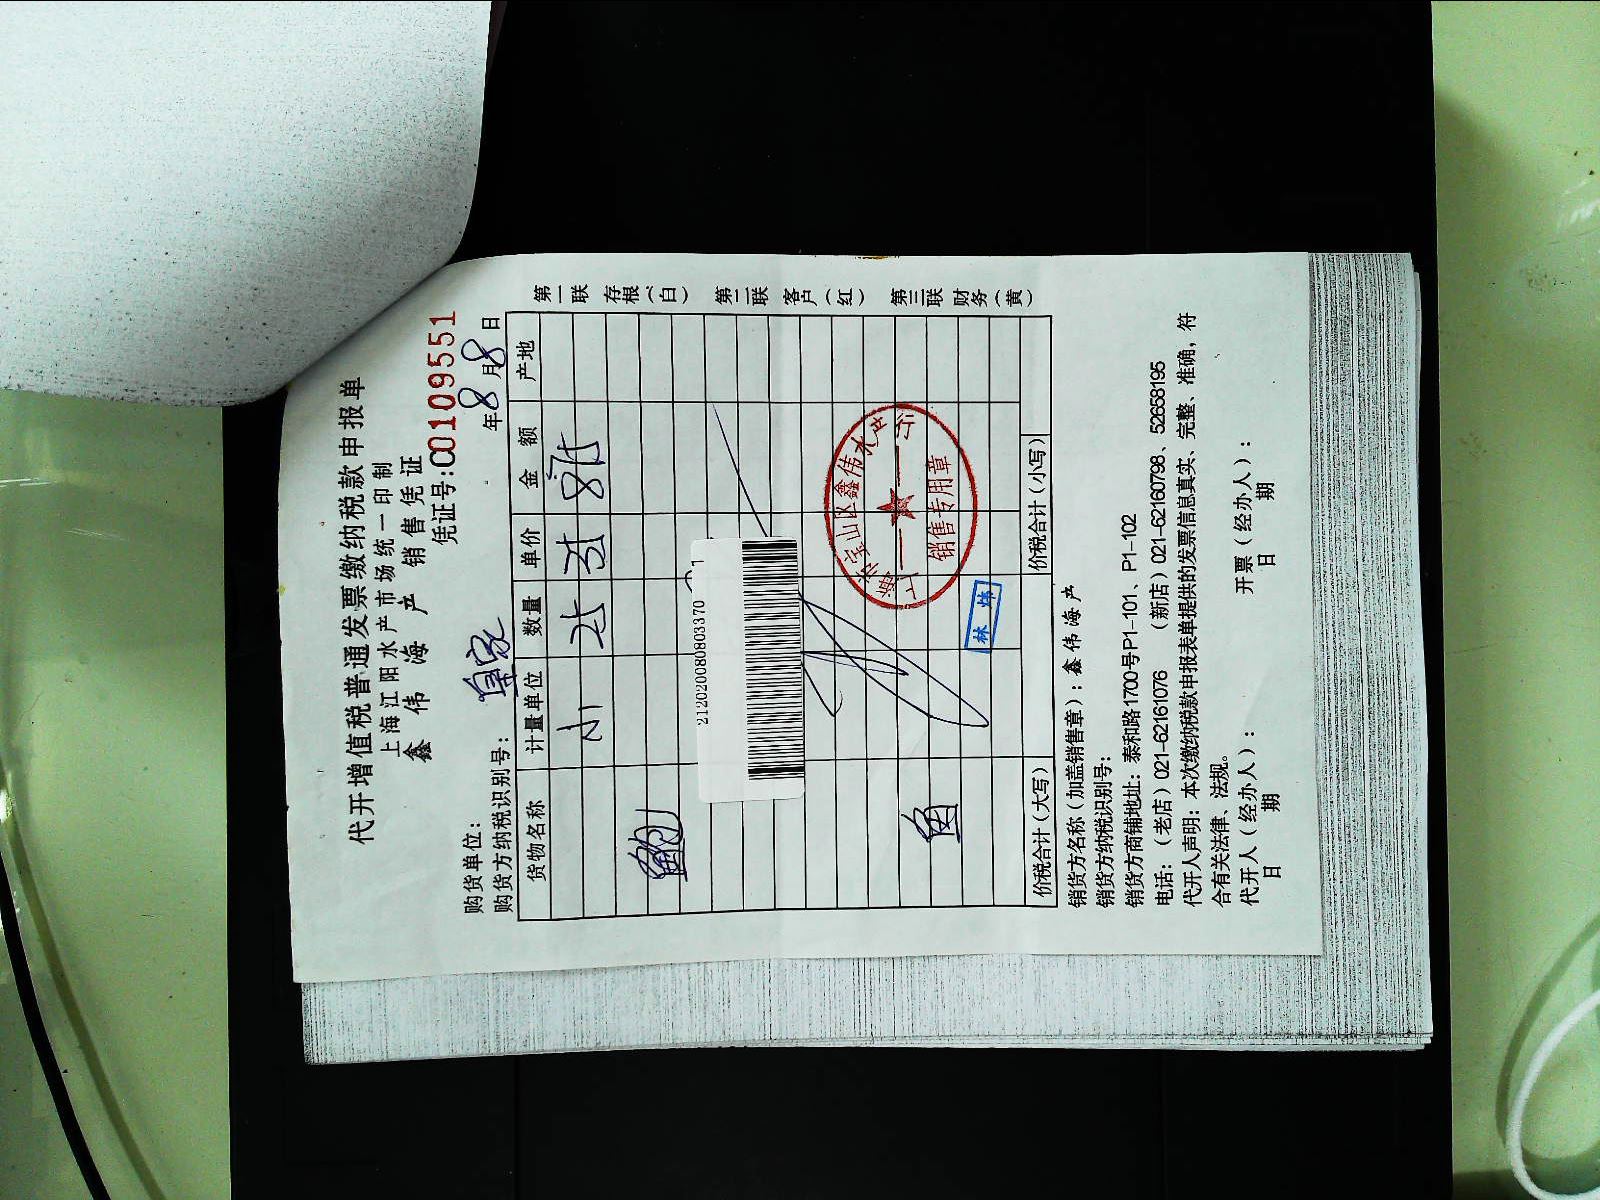 代开增值税普通发票缴纳税款申报单
上海江阳水产市场统一印制
鑫伟海产 销售凭证
凭证号:00109551
购货单位:
年8月8日
购货方纳税识别号:
货物名称 计量单位 数量 单价 金额 产地
小
2120200808803370
鱼
价税合计(大写) 价税合计(小写)
第一联 存根(白) 第二联 客户(红) 第三联 财务(黄)
上海市宝山区鑫伟水产行
销售专用章
林炜
销货方名称(加盖销售章):鑫伟海产
销货方纳税识别号:
销货方商铺地址:泰和路1700号P1-101、P1-102
电话:(老店)021-62161076 (新店)021-62160798、52658195
代开人声明:本次缴纳税款申报表单提供的发票信息真实、完整、准确,符
合有关法律、法规。
代开人(经办人): 开票(经办人):
日 期 日 期